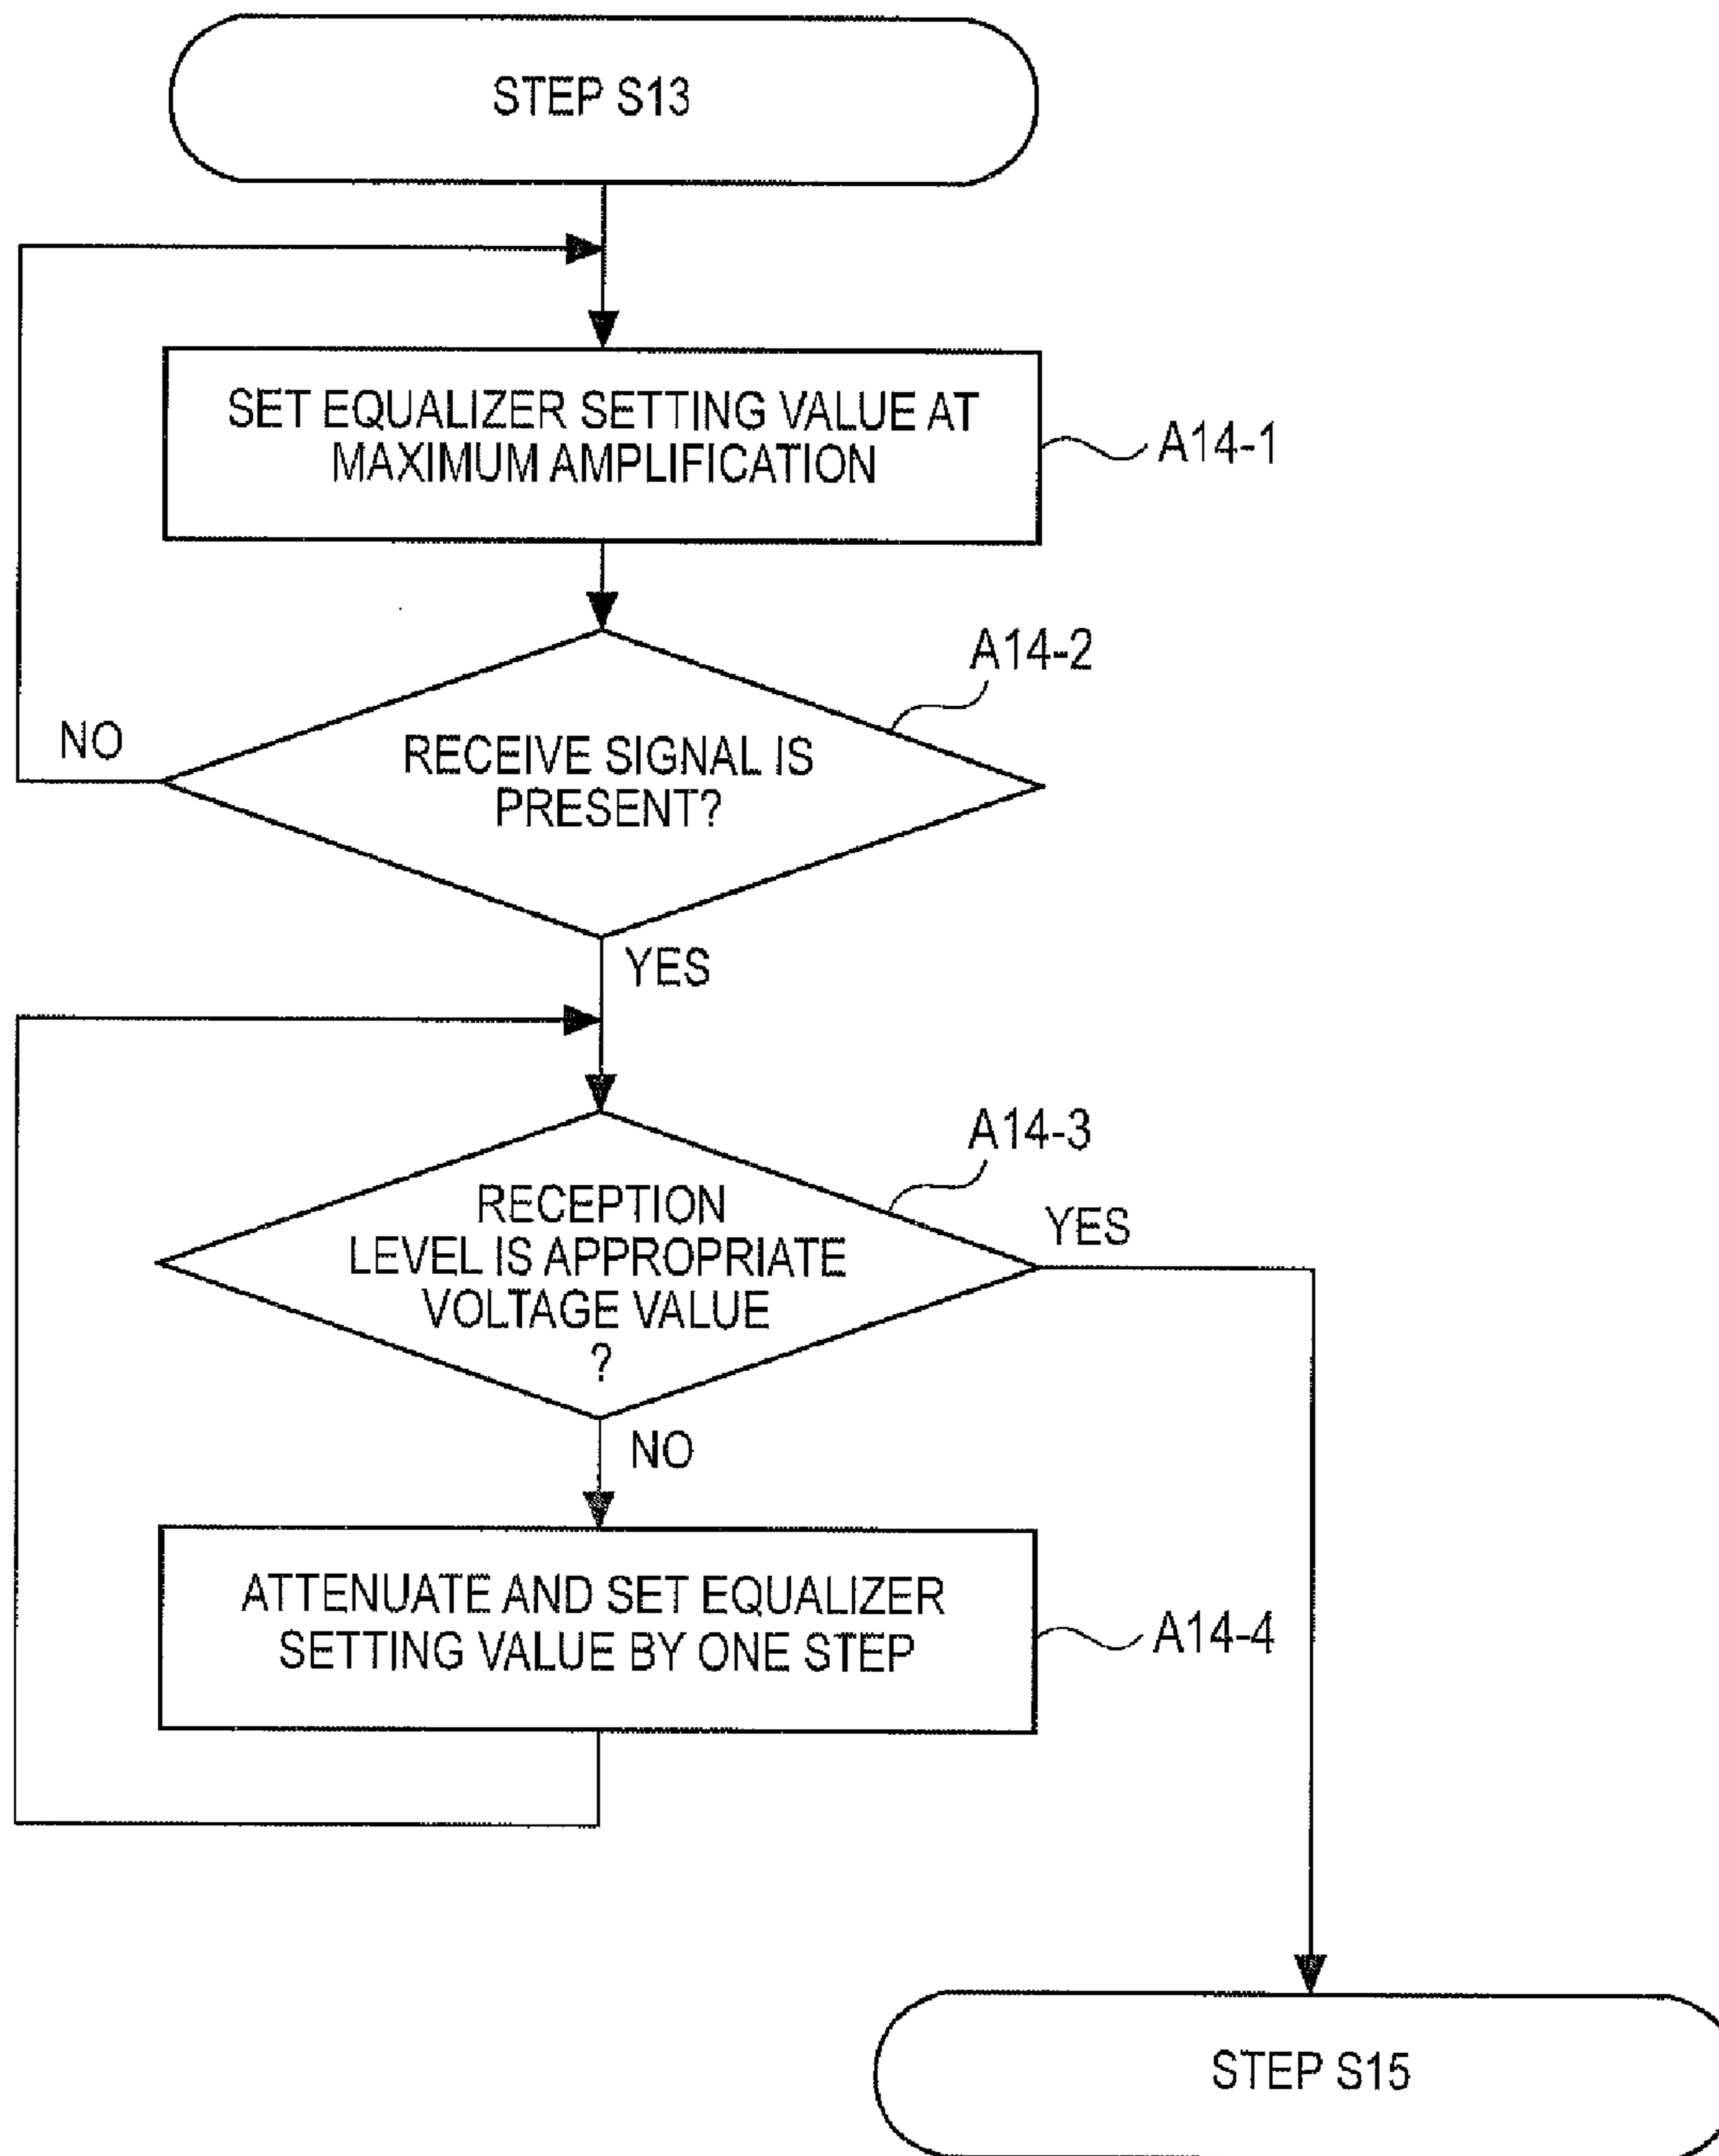 STEP S13
SET EQUALIZER SETTING VALUE AT
MAXIMUM AMPLIFICATION
A14-1
A14-2
RECEIVE SIGNAL IS
PRESENT?
NO
YES
A14-3
RECEPTION
LEVEL IS APPROPRIATE
VOLTAGE VALUE
?
YES
NO
ATTENUATE AND SET EQUALIZER
SETTING VALUE BY ONE STEP
A14-4
STEP S15